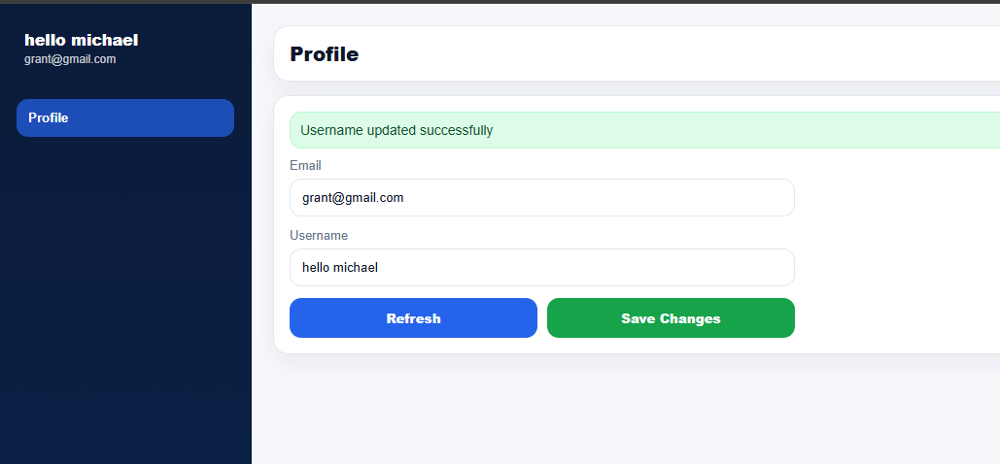 hello michael
grant@gmail.com
Profile
Profile
Username updated successfully
Email
grant@gmail.com
Username
hello michael
Refresh
Save Changes